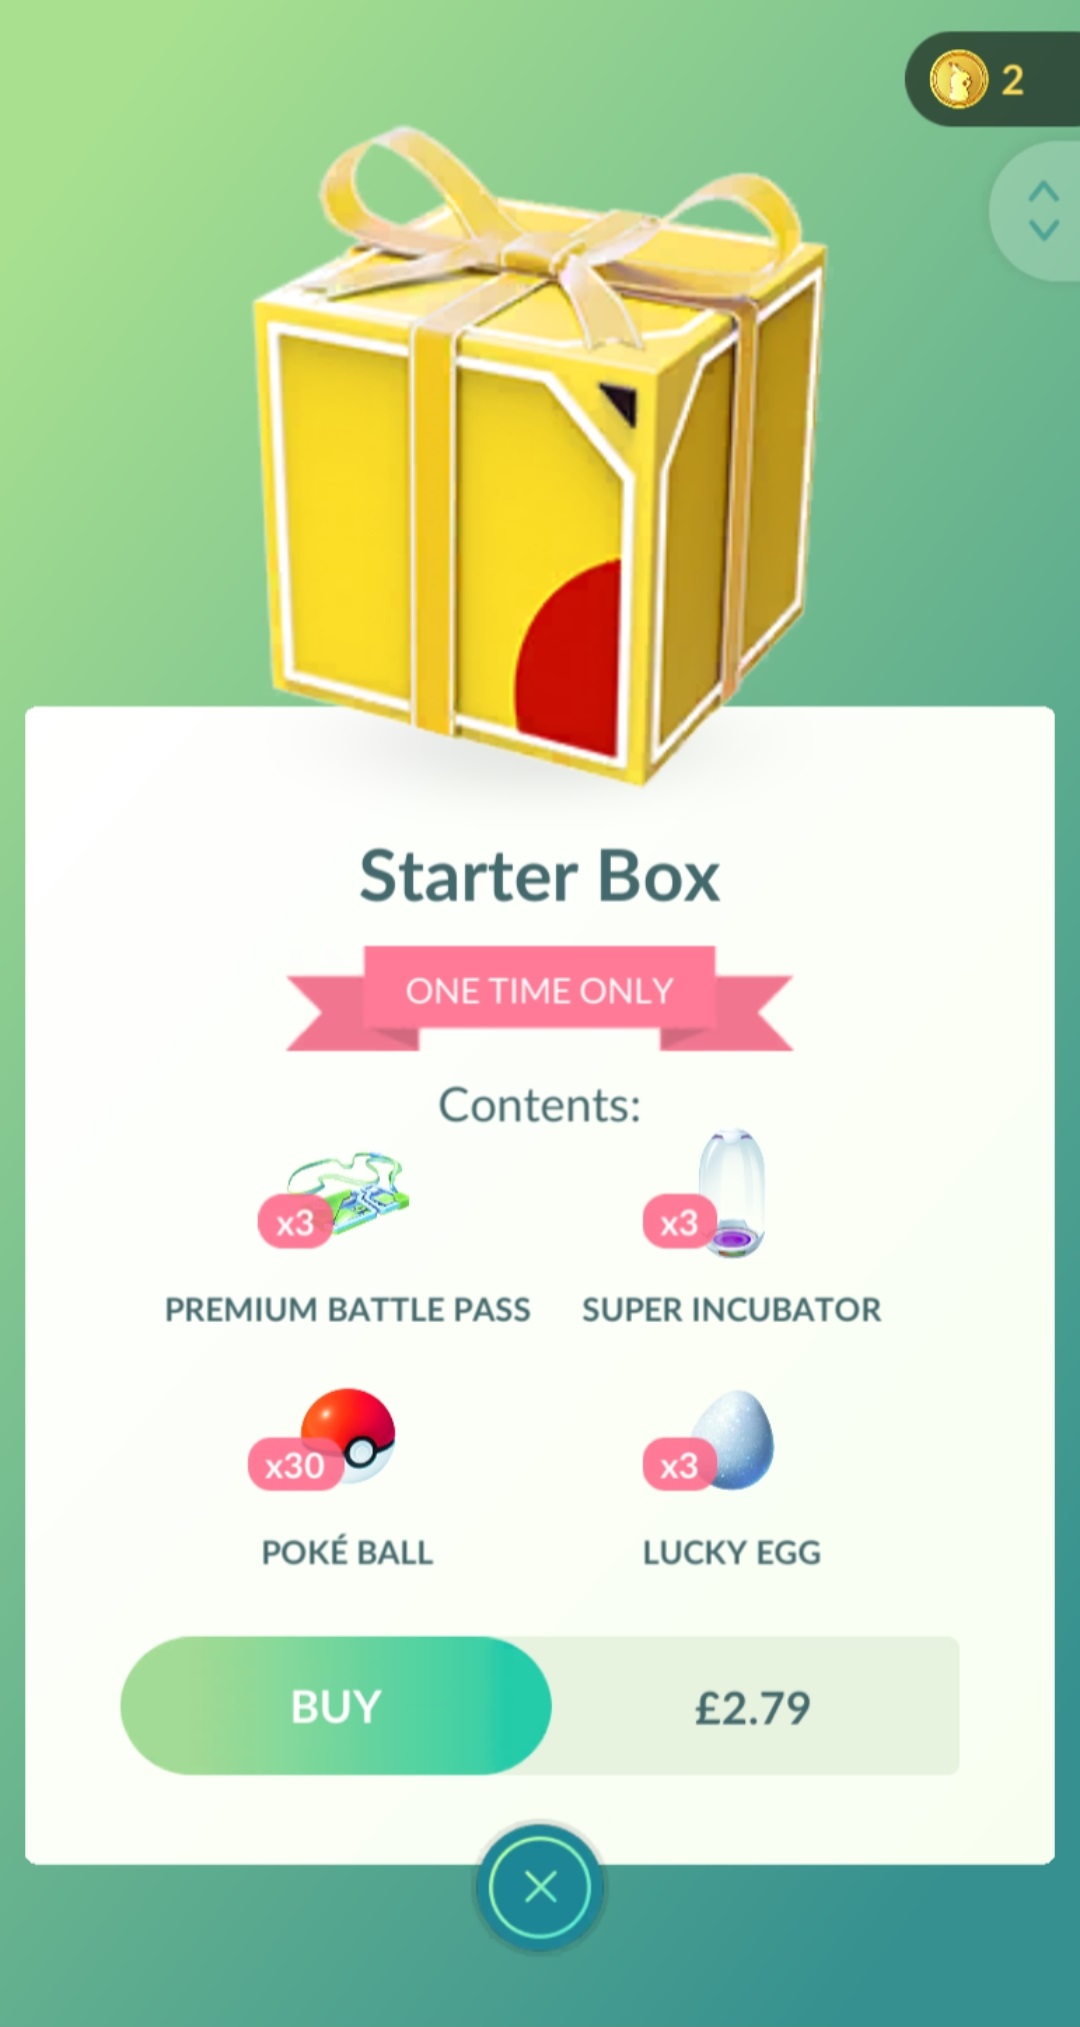 2
Starter Box
ONE TIME ONLY
Contents:
x3
x3
PREMIUM BATTLE PASS
SUPER INCUBATOR
x30
x3
POKÉ BALL
LUCKY EGG
BUY
£2.79